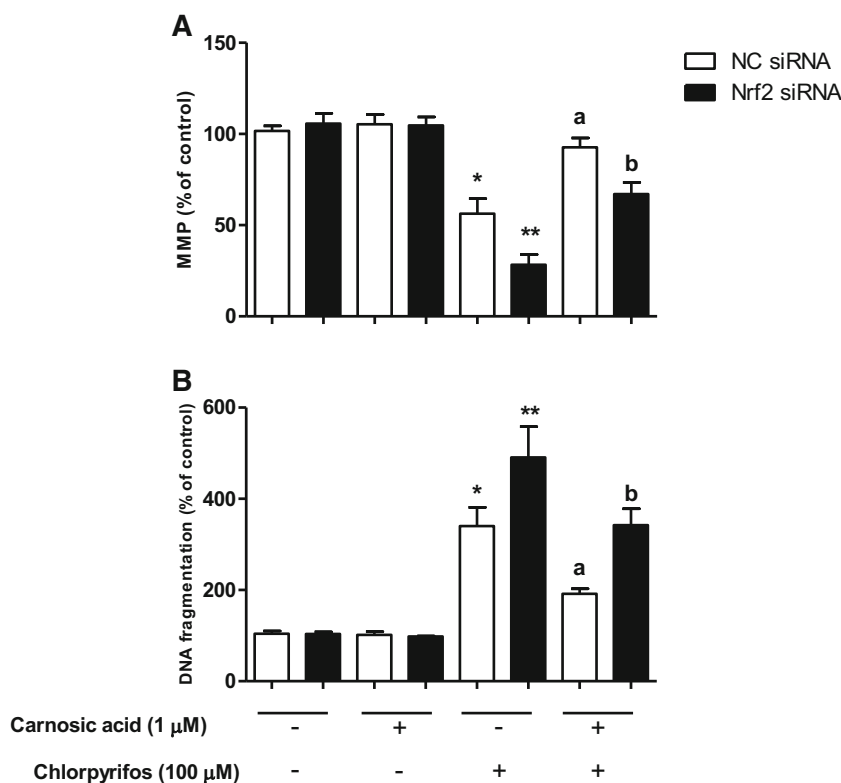 A
NC siRNA
Nrf2 siRNA
MMP (% of control)
150
100
50
0
*
**
a
b
B
DNA fragmentation (% of control)
600
400
200
0
*
**
a
b
Carnosic acid (1 μM) - + - +
Chlorpyrifos (100 μM) - - + +